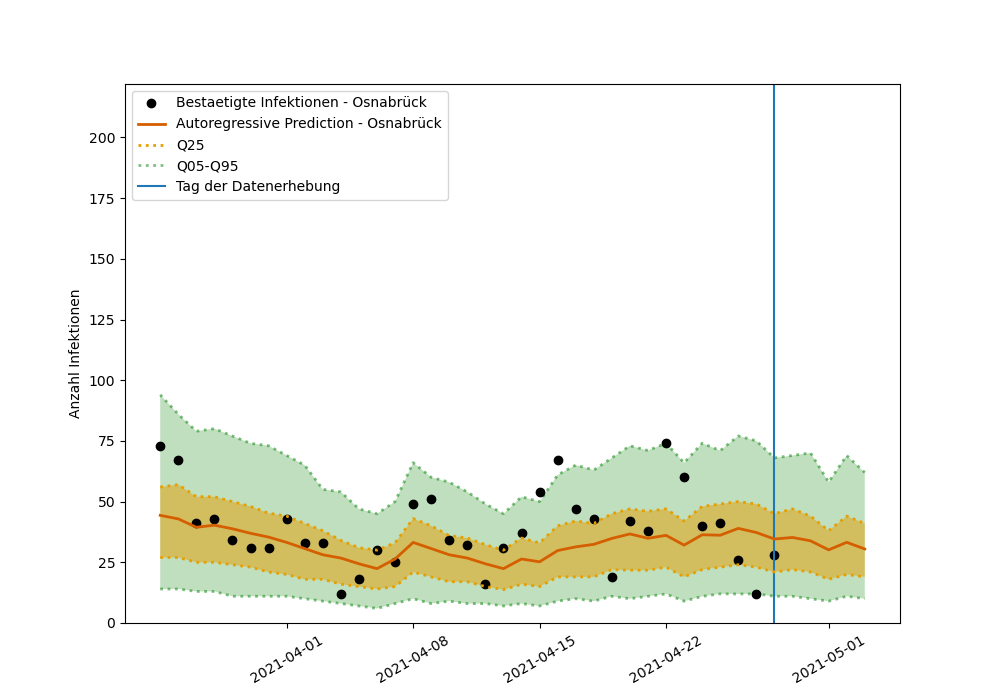 Bestaetigte Infektionen - Osnabrück
Autoregressive Prediction - Osnabrück
Q25
Q05-Q95
Tag der Datenerhebung
Anzahl Infektionen
200
175
150
125
100
75
50
25
0
2021-04-01
2021-04-08
2021-04-15
2021-04-22
2021-05-01